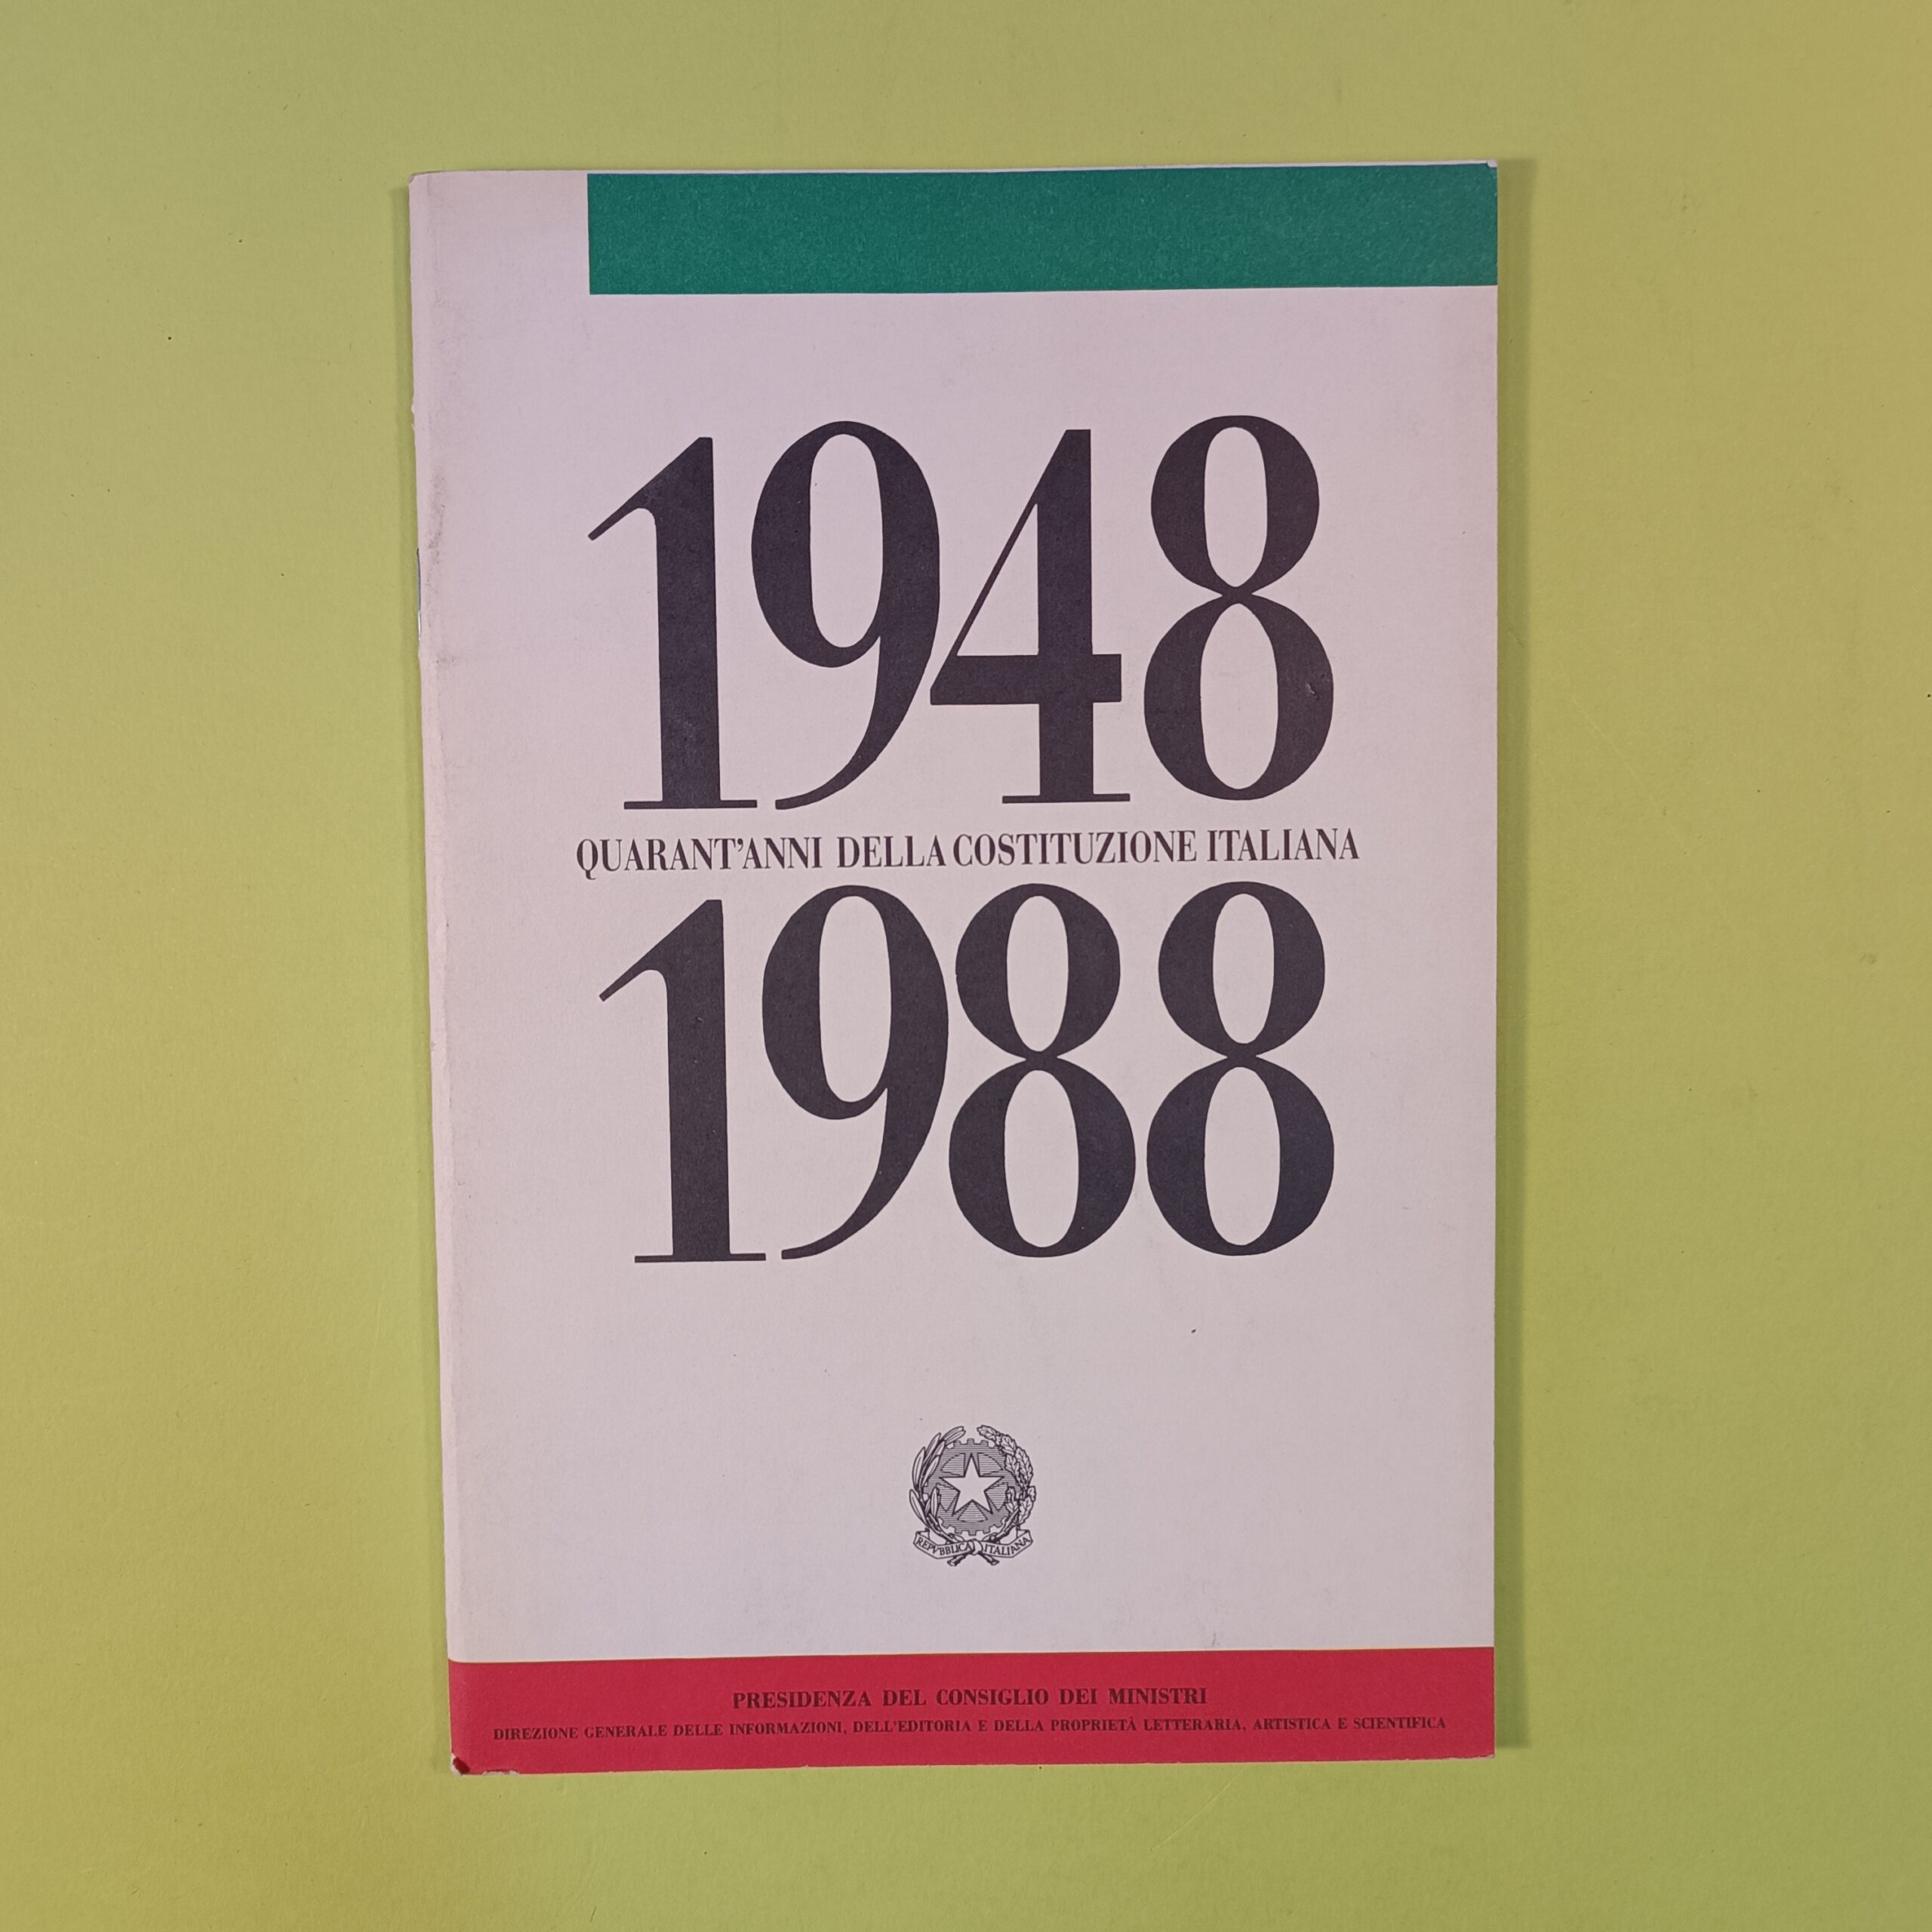 1948
QUARANT'ANNI DELLA COSTITUZIONE ITALIANA
1988
REPVBBLICA ITALIANA
PRESIDENZA DEL CONSIGLIO DEI MINISTRI
DIREZIONE GENERALE DELLE INFORMAZIONI, DELL'EDITORIA E DELLA PROPRIETÀ LETTERARIA, ARTISTICA E SCIENTIFICA